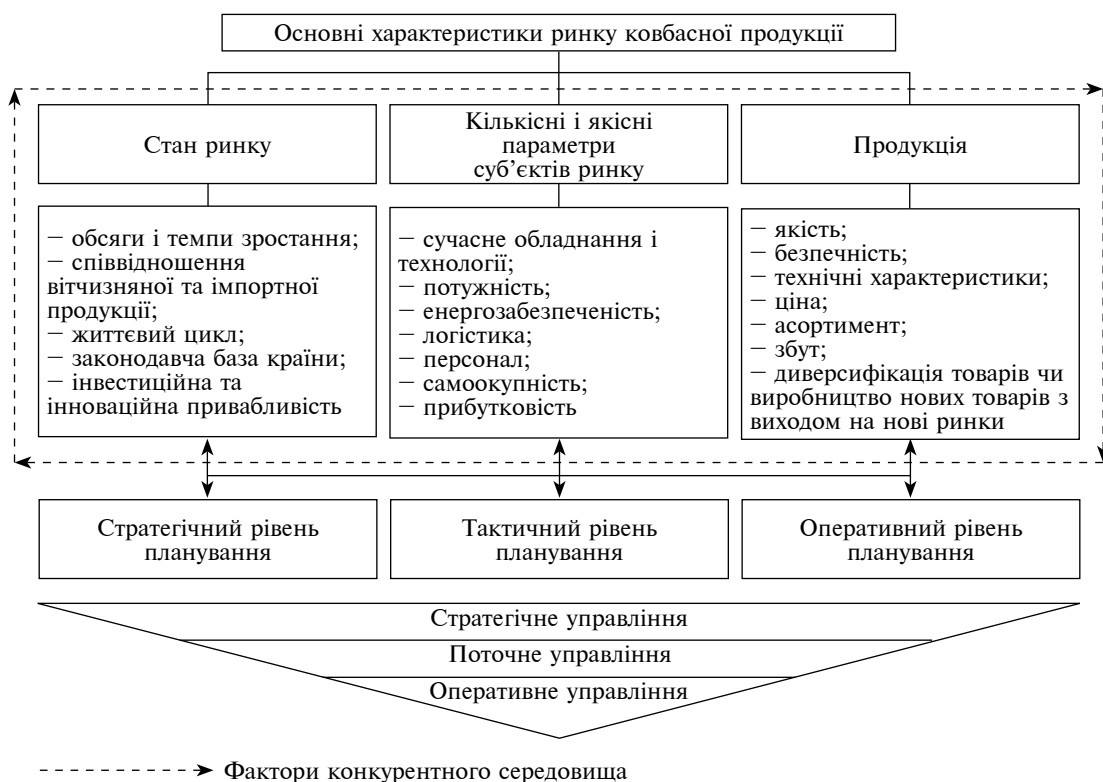 Основні характеристики ринку ковбасної продукції
Стан ринку
Кількісні і якісні
параметри
суб’єктів ринку
Продукція
– обсяги і темпи зростання;
– співвідношення
вітчизняної та імпортної
продукції;
– життєвий цикл;
– законодавча база країни;
– інвестиційна та
інноваційна привабливість
– сучасне обладнання і
технології;
– потужність;
– енергозабезпеченість;
– логістика;
– персонал;
– самоокупність;
– прибутковість
– якість;
– безпечність;
– технічні характеристики;
– ціна;
– асортимент;
– збут;
– диверсифікація товарів чи
виробництво нових товарів з
виходом на нові ринки
Стратегічний рівень
планування
Тактичний рівень
планування
Оперативний рівень
планування
Стратегічне управління
Поточне управління
Оперативне управління
Фактори конкурентного середовища